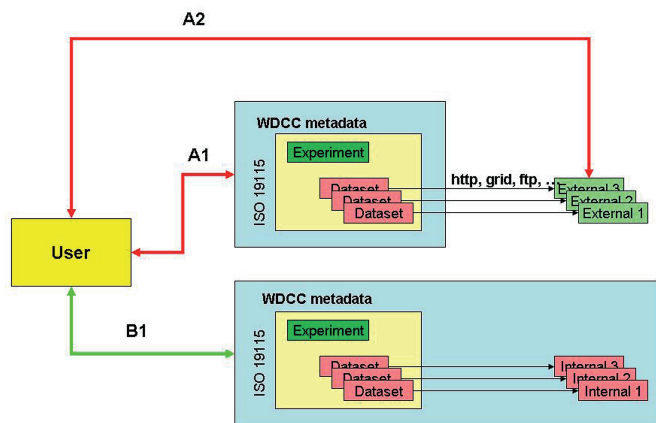 A2
A1
WDCC metadata
ISO 19115
Experiment
Dataset
Dataset
Dataset
http, grid, ftp, ...
External 3
External 2
External 1
User
B1
WDCC metadata
ISO 19115
Experiment
Dataset
Dataset
Dataset
Internal 3
Internal 2
Internal 1